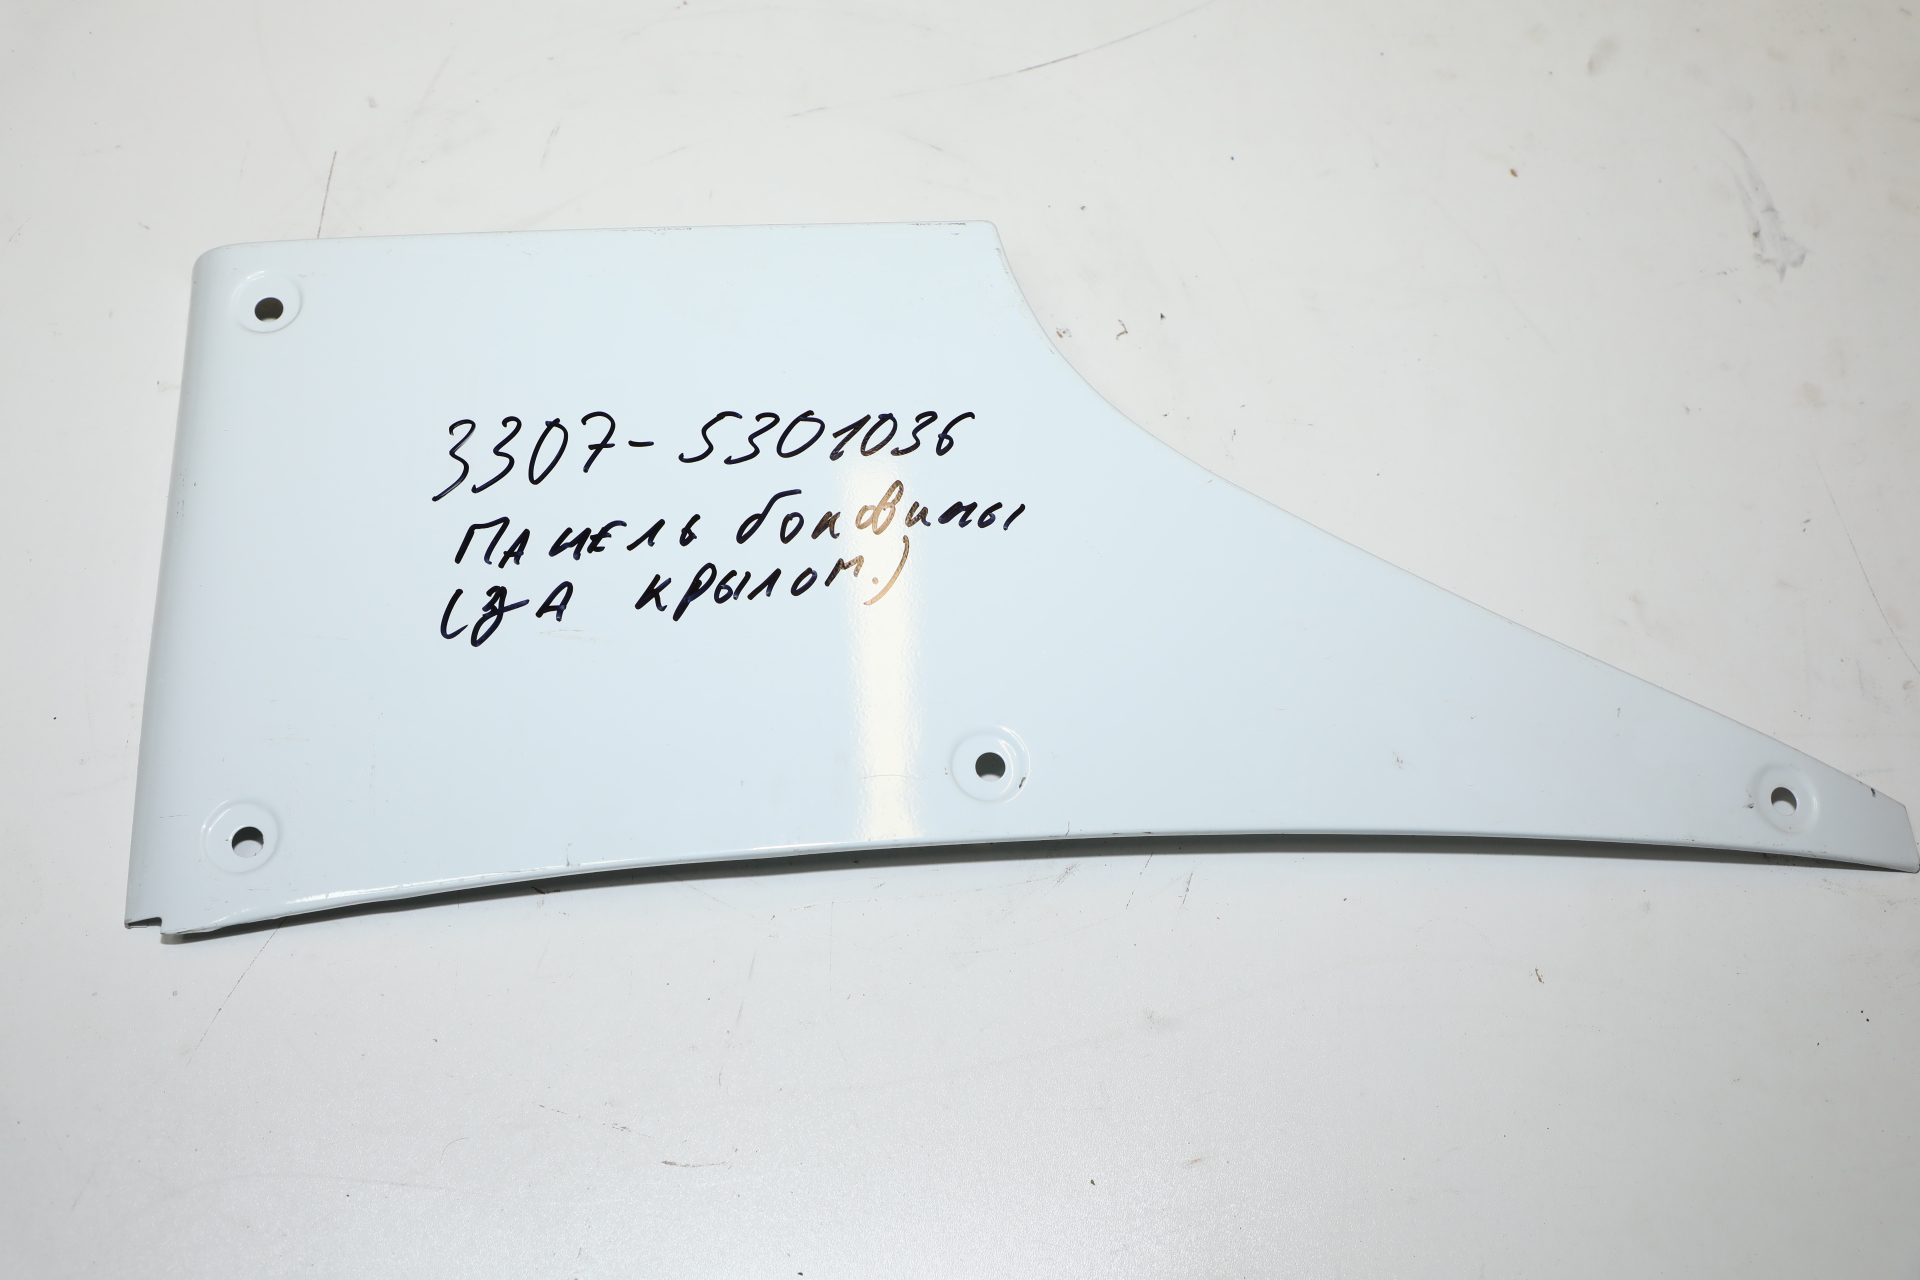 3307-5301036
Панель боковины
(за крылом.)